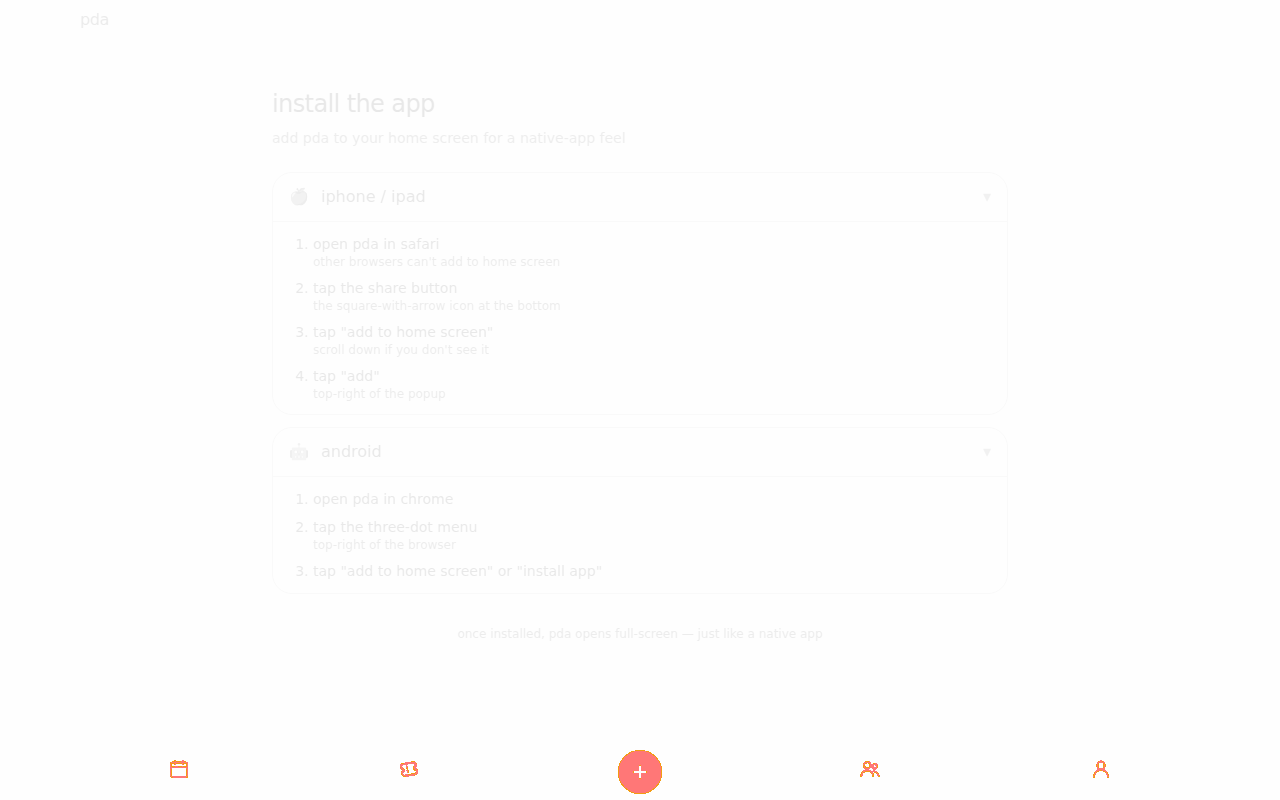 pda
install the app
add pda to your home screen for a native-app feel
iphone / ipad
1. open pda in safari
other browsers can't add to home screen
2. tap the share button
the square-with-arrow icon at the bottom
3. tap "add to home screen"
scroll down if you don't see it
4. tap "add"
top-right of the popup
android
1. open pda in chrome
2. tap the three-dot menu
top-right of the browser
3. tap "add to home screen" or "install app"
once installed, pda opens full-screen — just like a native app